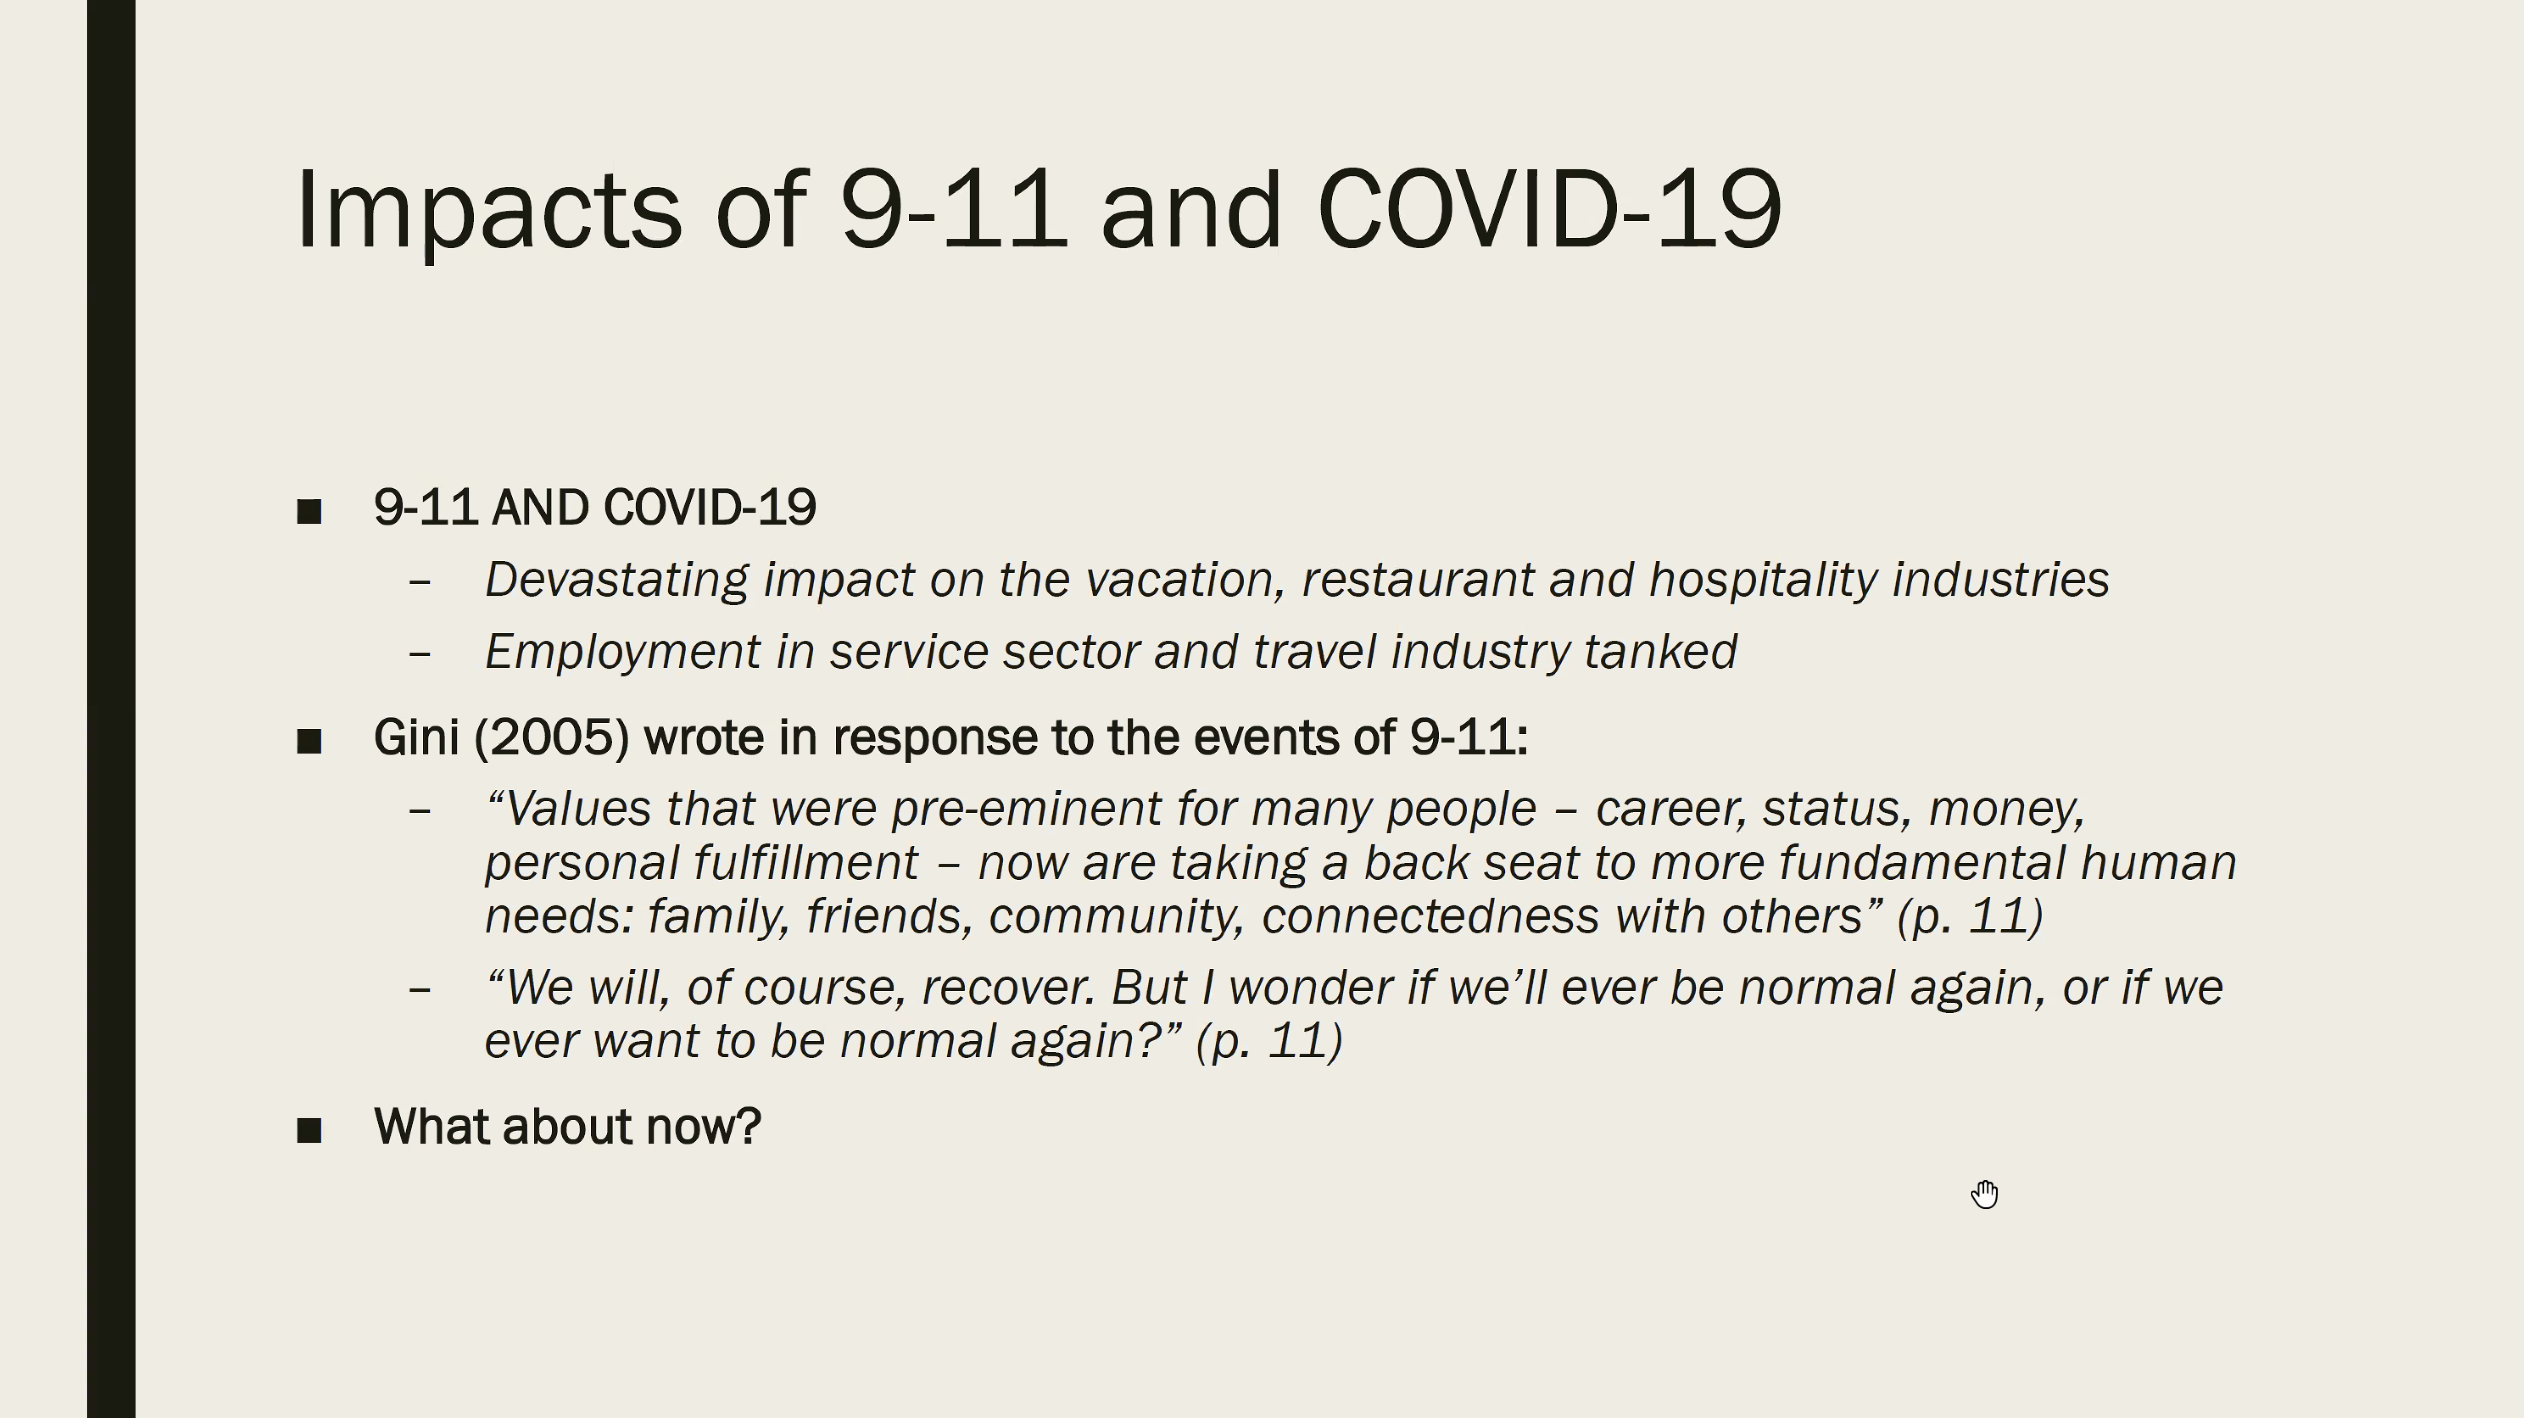 Impacts of 9-11 and COVID-19
■ 9-11 AND COVID-19
– Devastating impact on the vacation, restaurant and hospitality industries
– Employment in service sector and travel industry tanked
■ Gini (2005) wrote in response to the events of 9-11:
– “Values that were pre-eminent for many people – career, status, money,
personal fulfillment – now are taking a back seat to more fundamental human
needs: family, friends, community, connectedness with others” (p. 11)
– “We will, of course, recover. But I wonder if we’ll ever be normal again, or if we
ever want to be normal again?” (p. 11)
■ What about now?